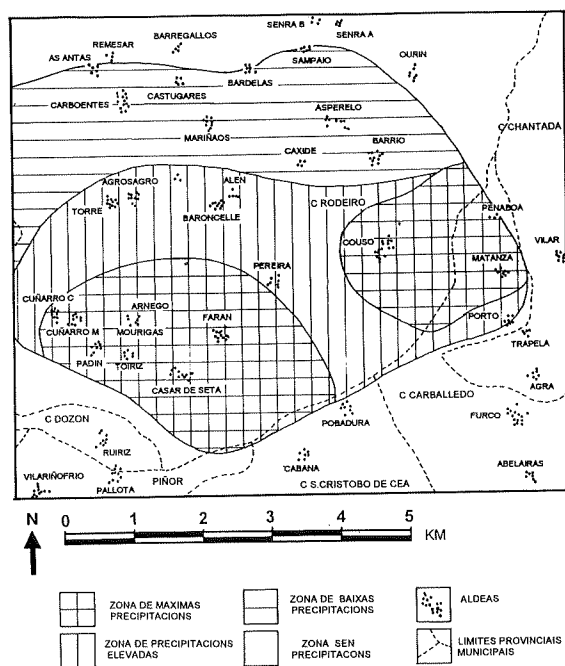 SENRA B
SENRA A
BARREGALLOS
REMESAR
AS ANTAS
SAMPAIO
OURIN
BARDELAS
CASTUGARES
CARBOENTES
ASPERELO
MARIÑAOS
C CHANTADA
BARRIO
CAXIDE
AGROSAGRO
ALEN
C RODEIRO
TORRE
BARONCELLE
PENABOA
COUSO
VILAR
PEREIRA
MATANZA
CUÑARRO C
ARNEGO
FARAN
PORTO
CUÑARRO M
MOURIGAS
TRAPELA
PADIN
TOIRIZ
CASAR DE SETA
AGRA
C CARBALLEDO
C DOZON
POBADURA
FURCO
RUIRIZ
CABANA
ABELAIRAS
VILARIÑOFRIO
PIÑOR
PALLOTA
C S.CRISTOBO DE CEA
N
0 1 2 3 4 5
KM
ZONA DE MAXIMAS
PRECIPITACIONS
ZONA DE BAIXAS
PRECIPITACIONS
ALDEAS
ZONA DE PRECIPITACIONS
ELEVADAS
ZONA SEN
PRECIPITACONS
LIMITES PROVINCIAIS
MUNICIPAIS